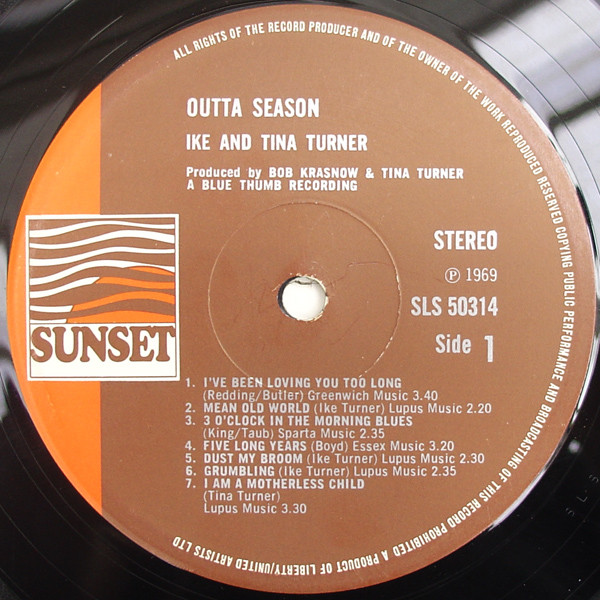 ALL RIGHTS OF THE RECORD PRODUCER AND OF THE OWNER OF THE WORK REPRODUCED RESERVED COPYING PUBLIC PERFORMANCE AND BROADCASTING OF THIS RECORD PROHIBITED A PRODUCT OF LIBERTY/UNITED ARTISTS LTD
OUTTA SEASON
IKE AND TINA TURNER
Produced by BOB KRASNOW & TINA TURNER
A BLUE THUMB RECORDING
STEREO
Ⓟ 1969
SLS 50314
Side 1
SUNSET
1. I'VE BEEN LOVING YOU TOO LONG
(Redding/Butler) Greenwich Music 3.40
2. MEAN OLD WORLD (Ike Turner) Lupus Music 2.20
3. 3 O'CLOCK IN THE MORNING BLUES
(King/Taub) Sparta Music 2.35
4. FIVE LONG YEARS (Boyd) Essex Music 3.20
5. DUST MY BROOM (Ike Turner) Lupus Music 2.30
6. GRUMBLING (Ike Turner) Lupus Music 2.35
7. I AM A MOTHERLESS CHILD
(Tina Turner)
Lupus Music 3.30